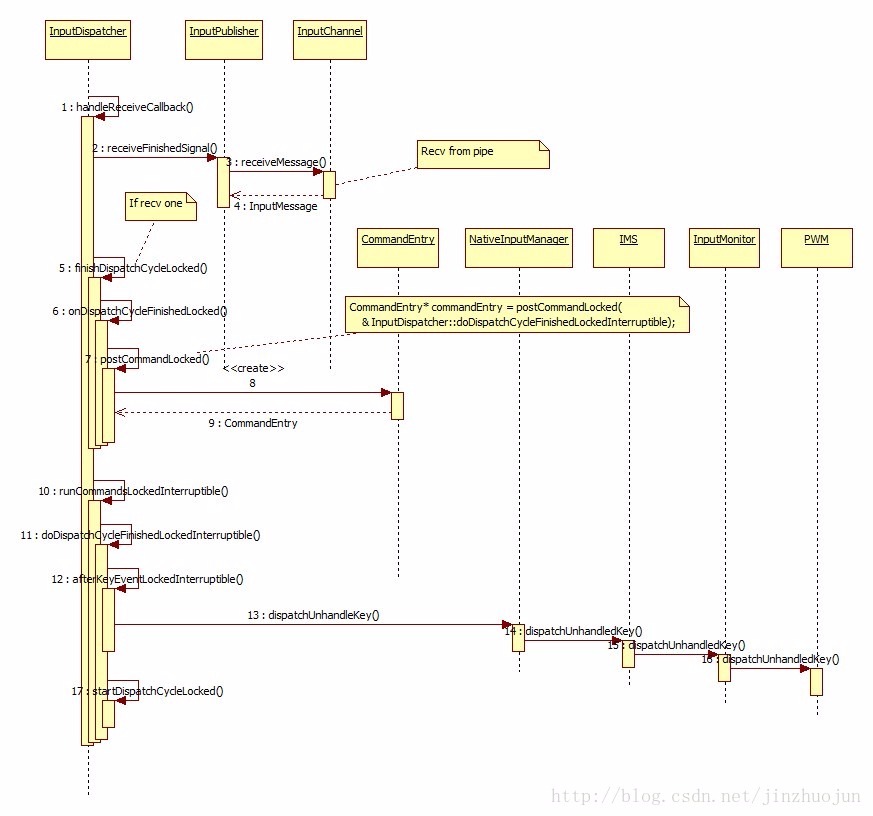 InputDispatcher
InputPublisher
InputChannel
1 : handleReceiveCallback()
2 : receiveFinishedSignal()
3 : receiveMessage()
Recv from pipe
4 : InputMessage
If recv one
CommandEntry
NativeInputManager
IMS
InputMonitor
PWM
5 : finishDispatchCycleLocked()
6 : onDispatchCycleFinishedLocked()
CommandEntry* commandEntry = postCommandLocked(
& InputDispatcher::doDispatchCycleFinishedLockedInterruptible);
7 : postCommandLocked()
<<create>>
8
9 : CommandEntry
10 : runCommandsLockedInterruptible()
11 : doDispatchCycleFinishedLockedInterruptible()
12 : afterKeyEventLockedInterruptible()
13 : dispatchUnhandleKey()
14 : dispatchUnhandledKey()
15 : dispatchUnhandledKey()
16 : dispatchUnhandledKey()
17 : startDispatchCycleLocked()
http://blog.csdn.net/jinzhuojun